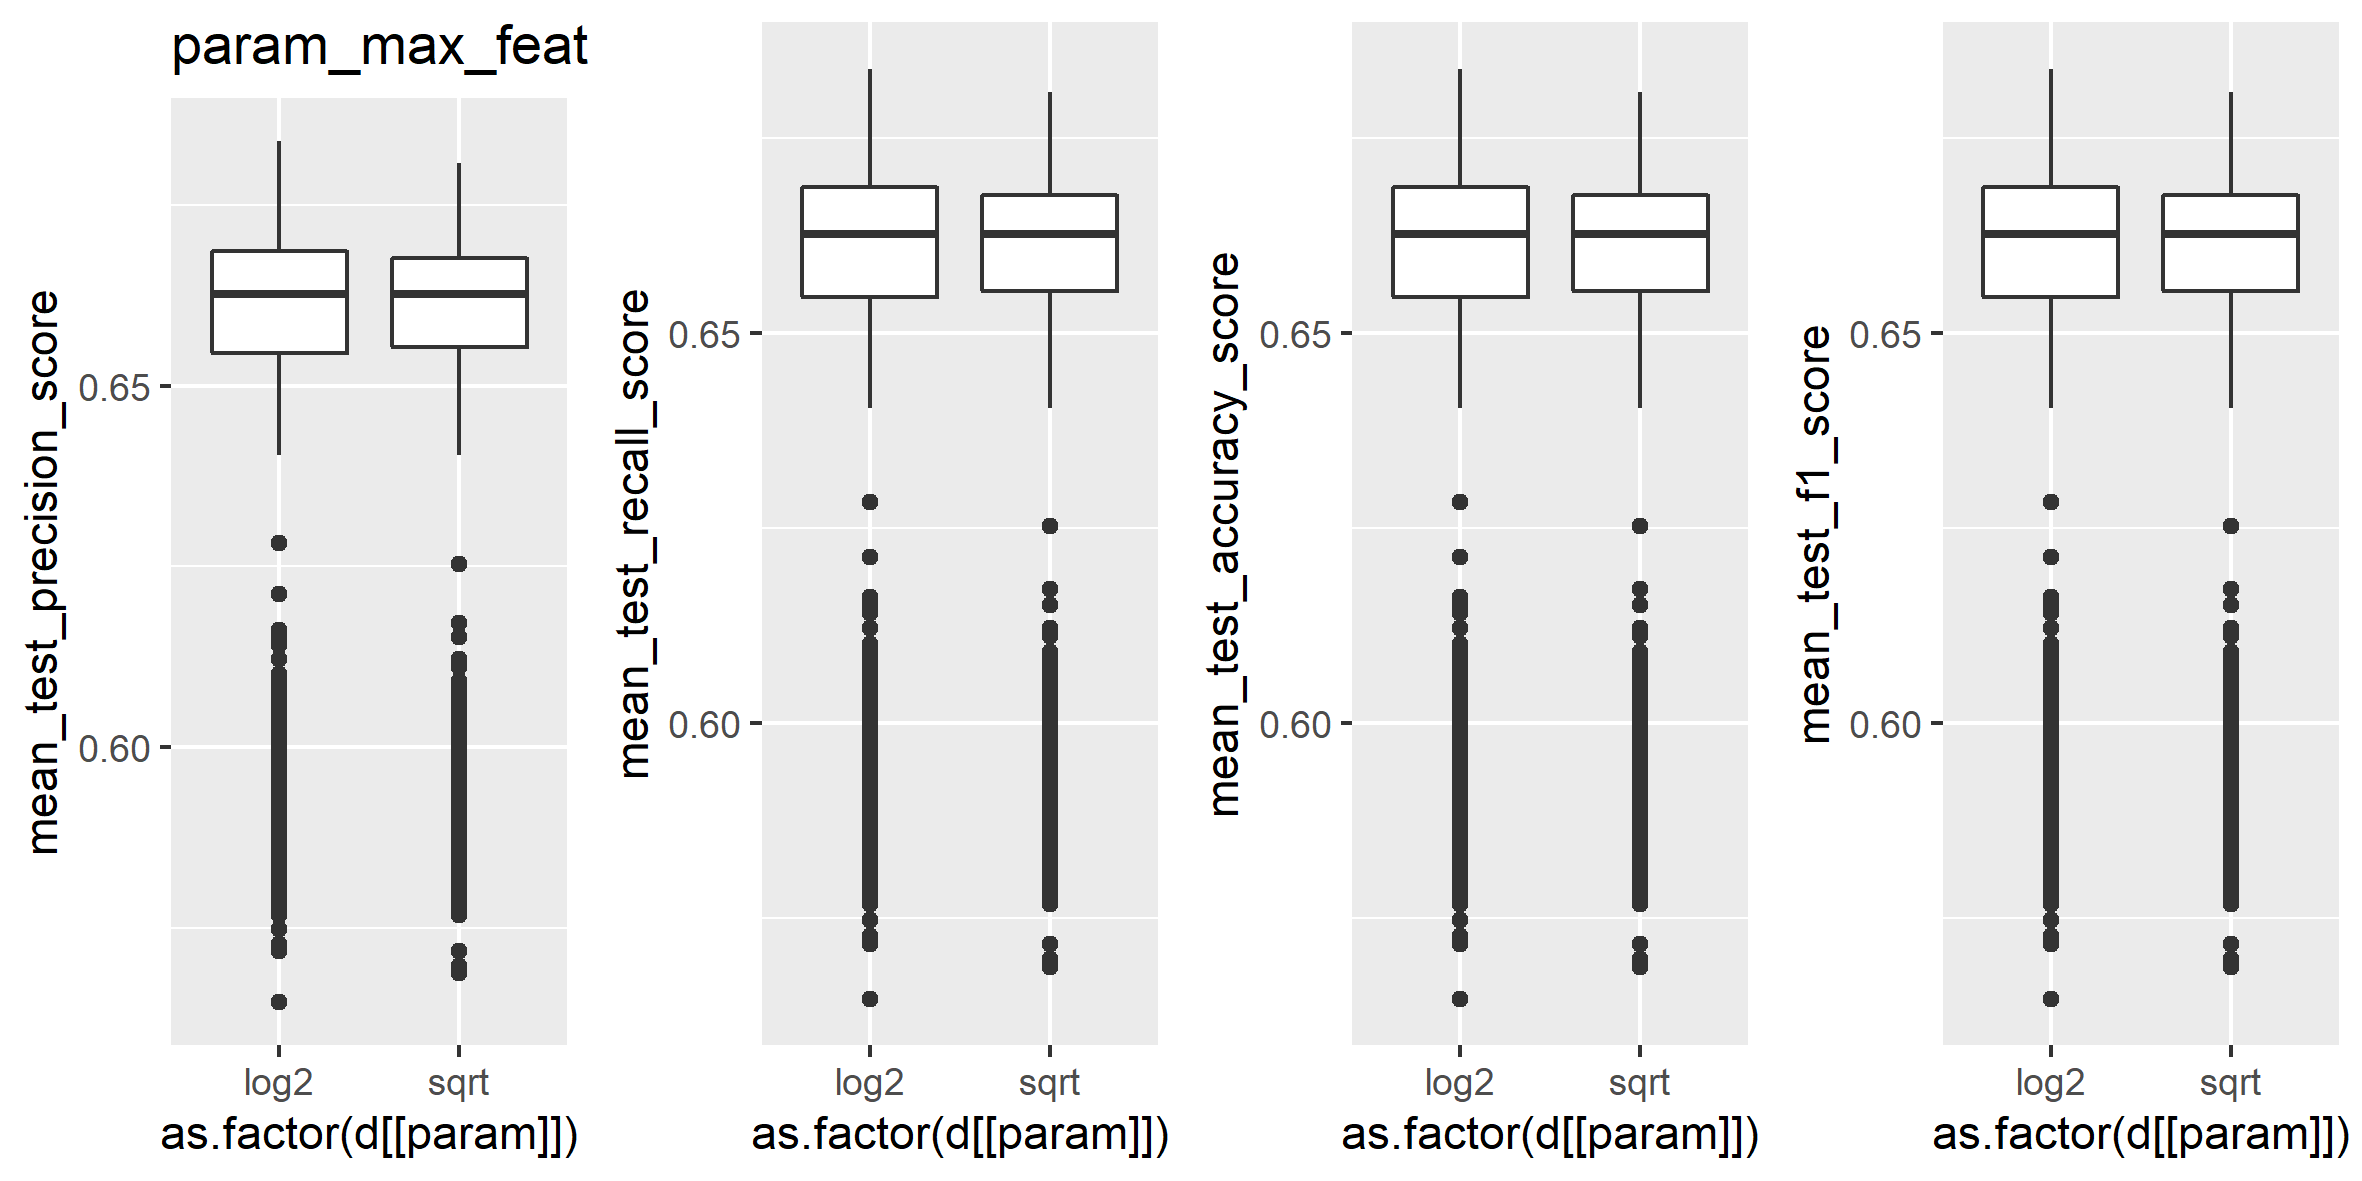 param_max_feat
mean_test_precision_score
0.65
0.60
log2 sqrt
as.factor(d[[param]])
mean_test_recall_score
0.65
0.60
log2 sqrt
as.factor(d[[param]])
mean_test_accuracy_score
0.65
0.60
log2 sqrt
as.factor(d[[param]])
mean_test_f1_score
0.65
0.60
log2 sqrt
as.factor(d[[param]])